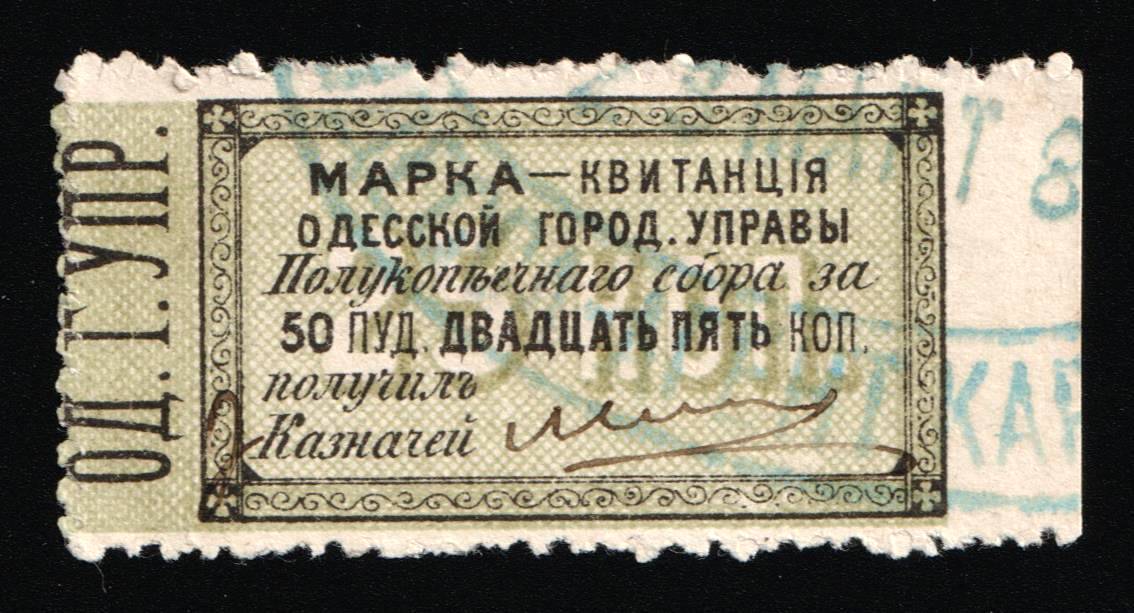 ОД. Г. УПР.
МАРКА—КВИТАНЦІЯ
ОДЕССКОЙ ГОРОД. УПРАВЫ
Полукопѣечнаго сбора за
50 ПУД. ДВАДЦАТЬ ПЯТЬ КОП.
получилъ
Казначей